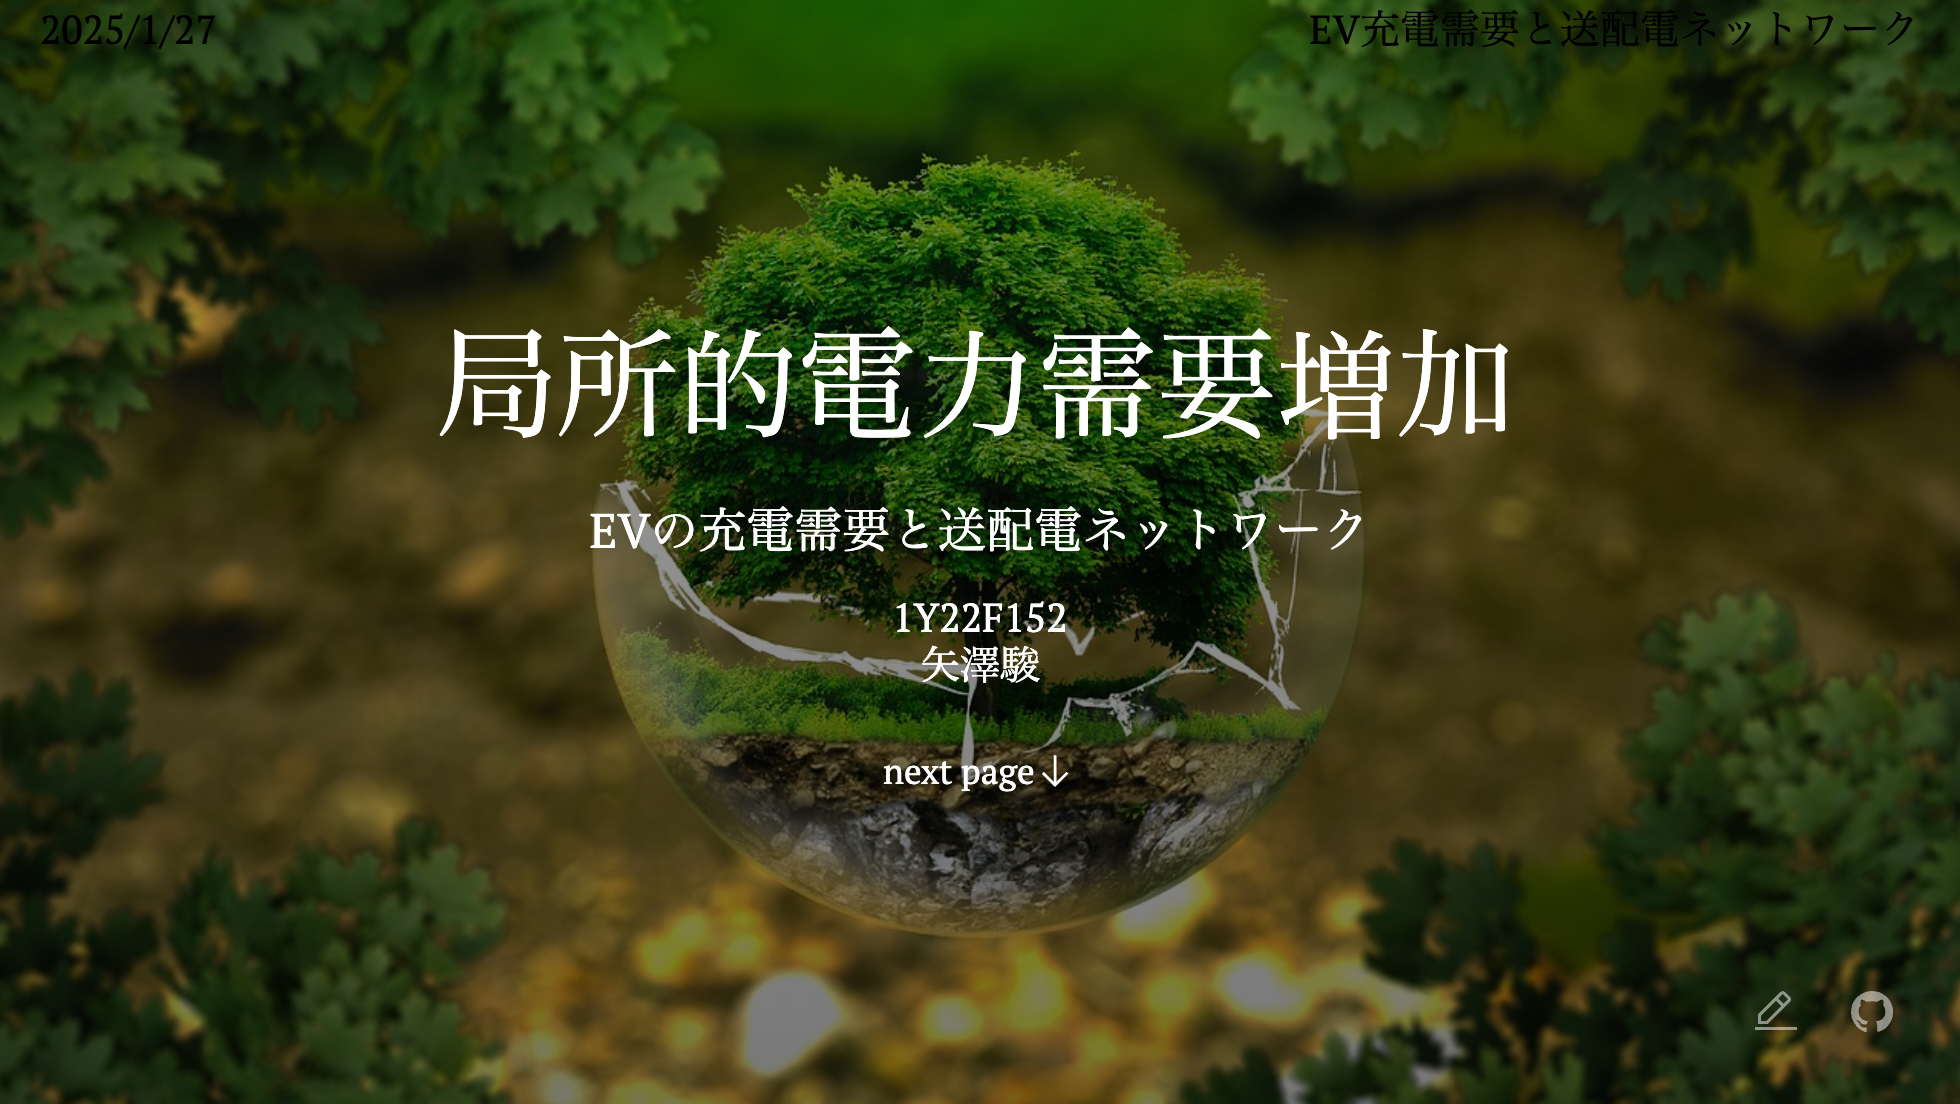 2025/1/27
EV充電需要と送配電ネットワーク
局所的電力需要増加
EVの充電需要と送配電ネットワーク
1Y22F152
矢澤駿
next page↓